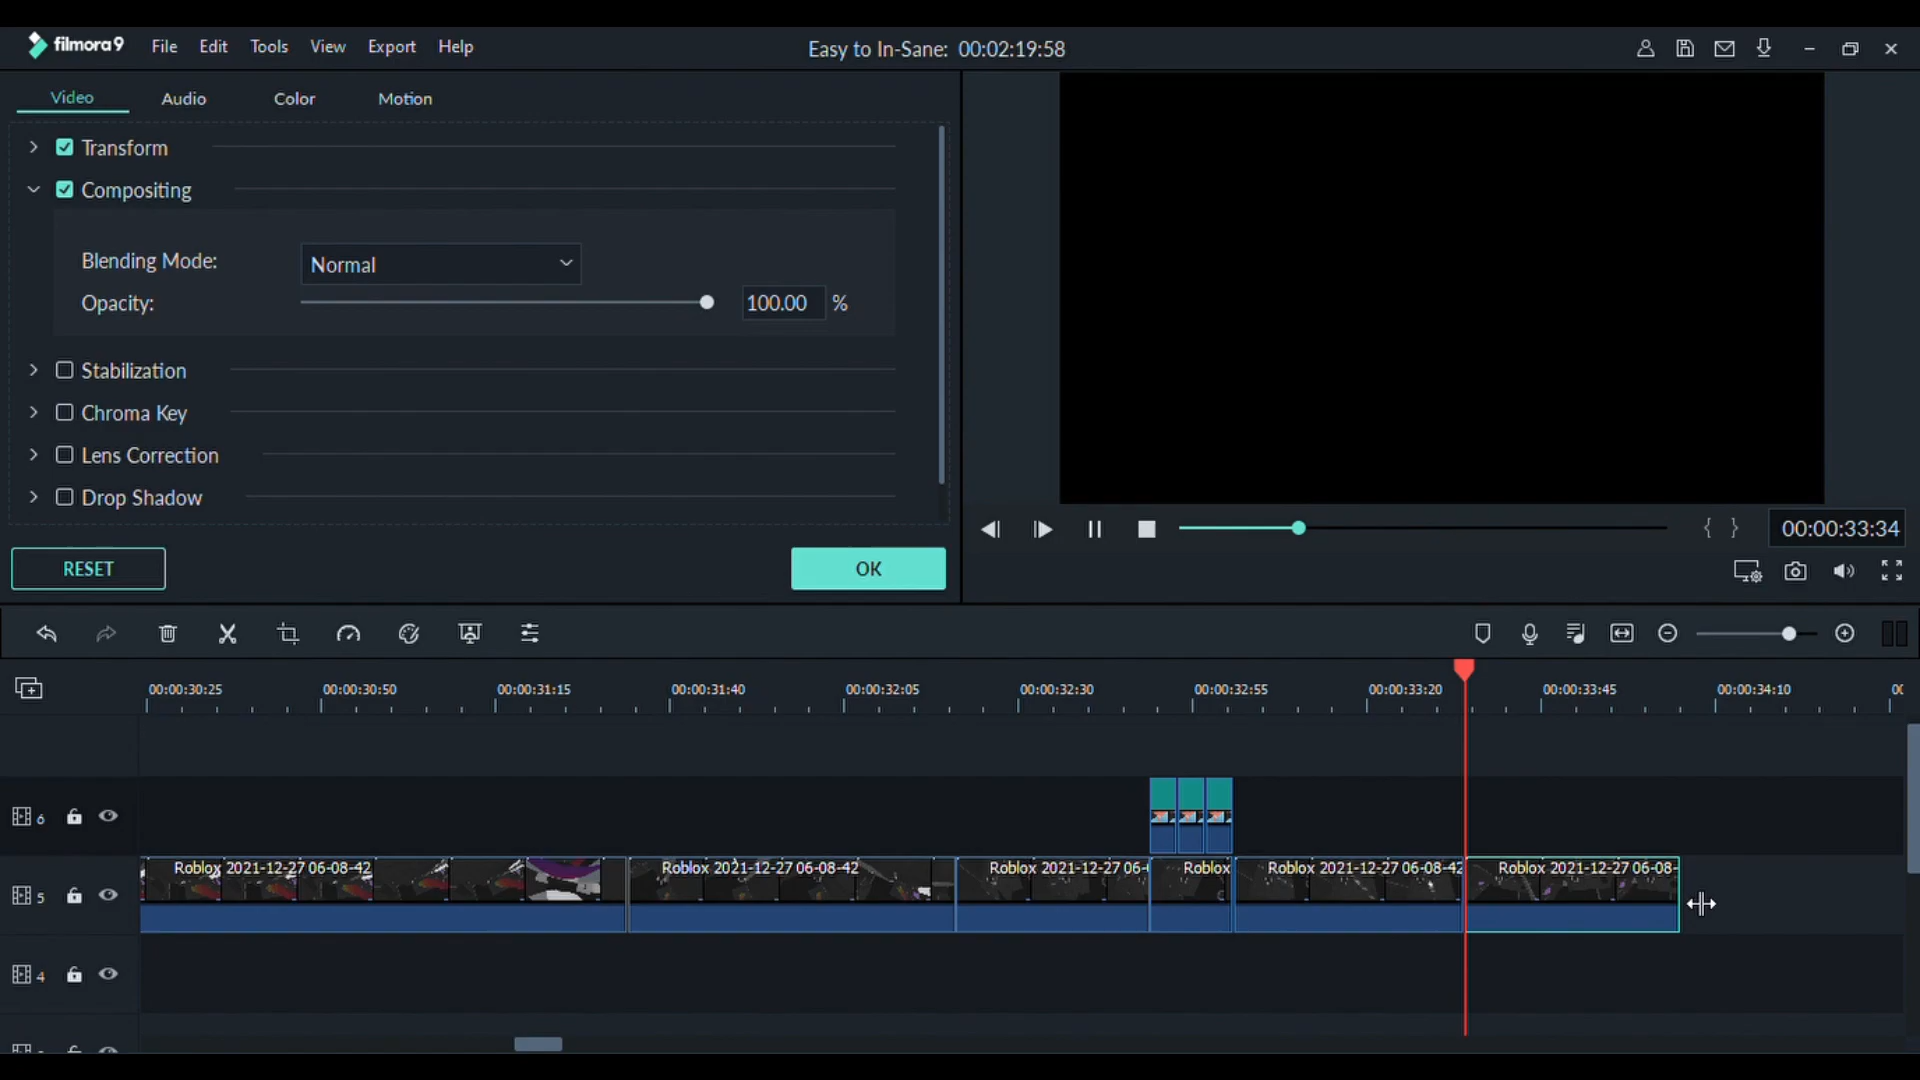 filmora9 File Edit Tools View Export Help Easy to In-Sane: 00:02:19:58
Video Audio Color Motion
Transform
Compositing
Blending Mode: Normal
Opacity: 100.00 %
Stabilization
Chroma Key
Lens Correction
Drop Shadow
RESET OK
{ } 00:00:33:34
00:00:30:25 00:00:30:50 00:00:31:15 00:00:31:40 00:00:32:05 00:00:32:30 00:00:32:55 00:00:33:20 00:00:33:45 00:00:34:10 00
6
Roblox 2021-12-27 06-08-42 Roblox 2021-12-27 06-08-42 Roblox 2021-12-27 06- Roblox Roblox 2021-12-27 06-08-42 Roblox 2021-12-27 06-08-
5
4